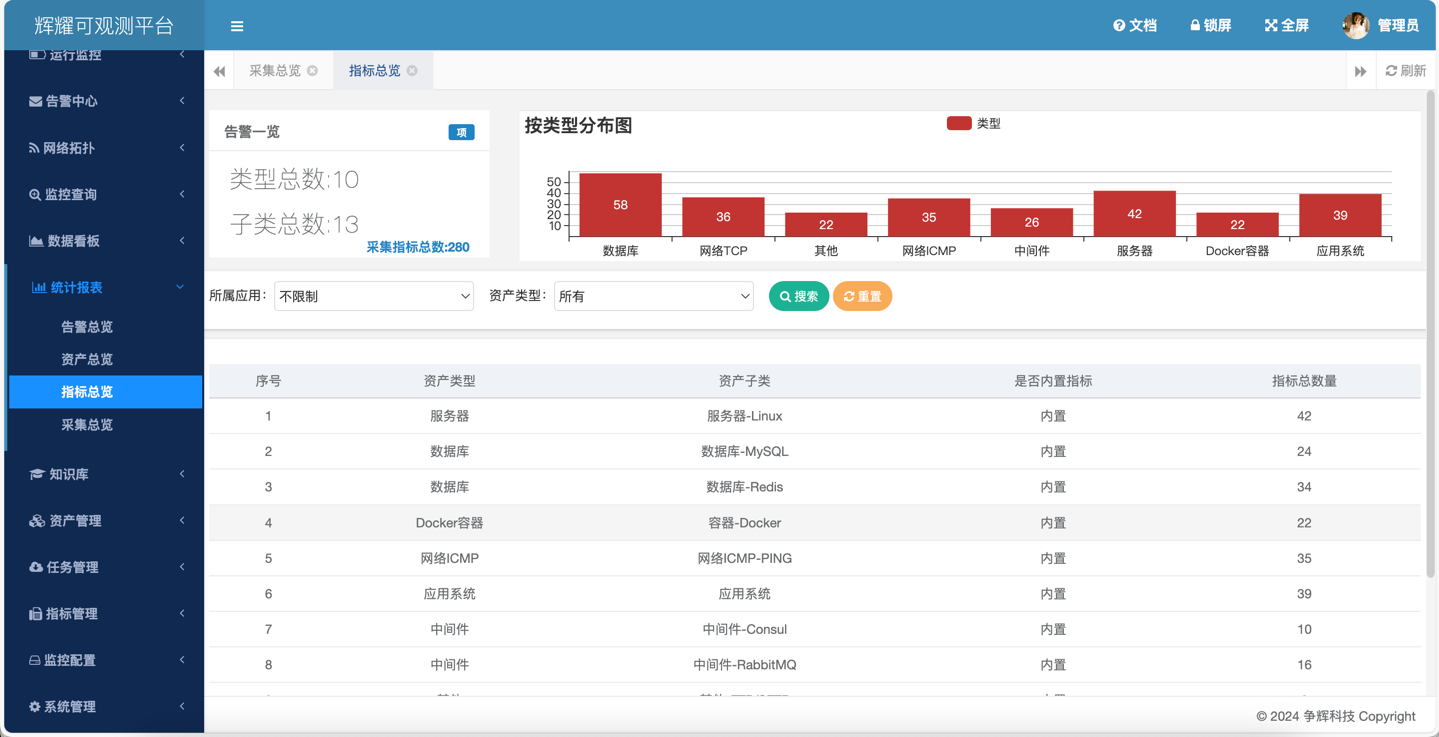 辉耀可观测平台
文档
锁屏
全屏
管理员
运行监控
告警中心
网络拓扑
监控查询
数据看板
统计报表
告警总览
资产总览
指标总览
采集总览
知识库
资产管理
任务管理
指标管理
监控配置
系统管理
采集总览
指标总览
刷新
告警一览
项
类型总数:10
子类总数:13
采集指标总数:280
按类型分布图
类型
50
40
30
20
10
58
36
22
35
26
42
22
39
数据库
网络TCP
其他
网络ICMP
中间件
服务器
Docker容器
应用系统
所属应用: 不限制
资产类型: 所有
搜索
重置
序号 资产类型 资产子类 是否内置指标 指标总数量
1 服务器 服务器-Linux 内置 42
2 数据库 数据库-MySQL 内置 24
3 数据库 数据库-Redis 内置 34
4 Docker容器 容器-Docker 内置 22
5 网络ICMP 网络ICMP-PING 内置 35
6 应用系统 应用系统 内置 39
7 中间件 中间件-Consul 内置 10
8 中间件 中间件-RabbitMQ 内置 16
© 2024 争辉科技 Copyright